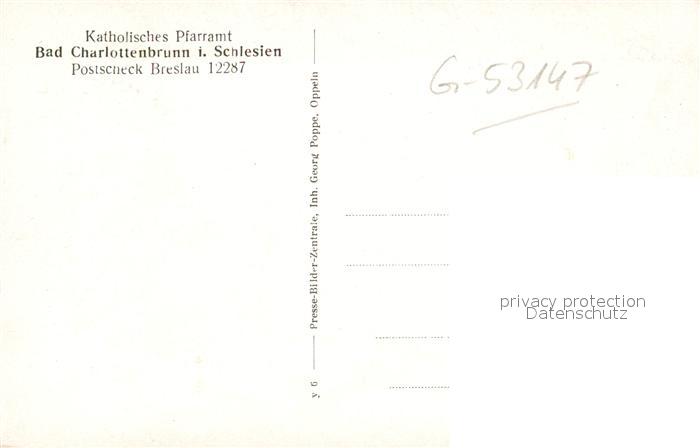 Katholisches Pfarramt
Bad Charlottenbrunn i. Schlesien
Postscheck Breslau 12287
y 6 Presse-Bilder-Zentrale, Inh. Georg Poppe, Oppeln
G-53147
privacy protection
Datenschutz